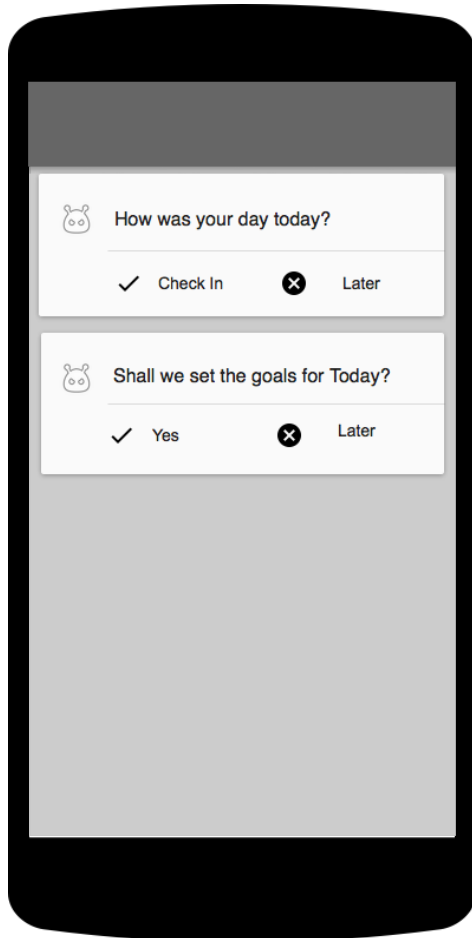 How was your day today?
Check In Later
Shall we set the goals for Today?
Yes Later